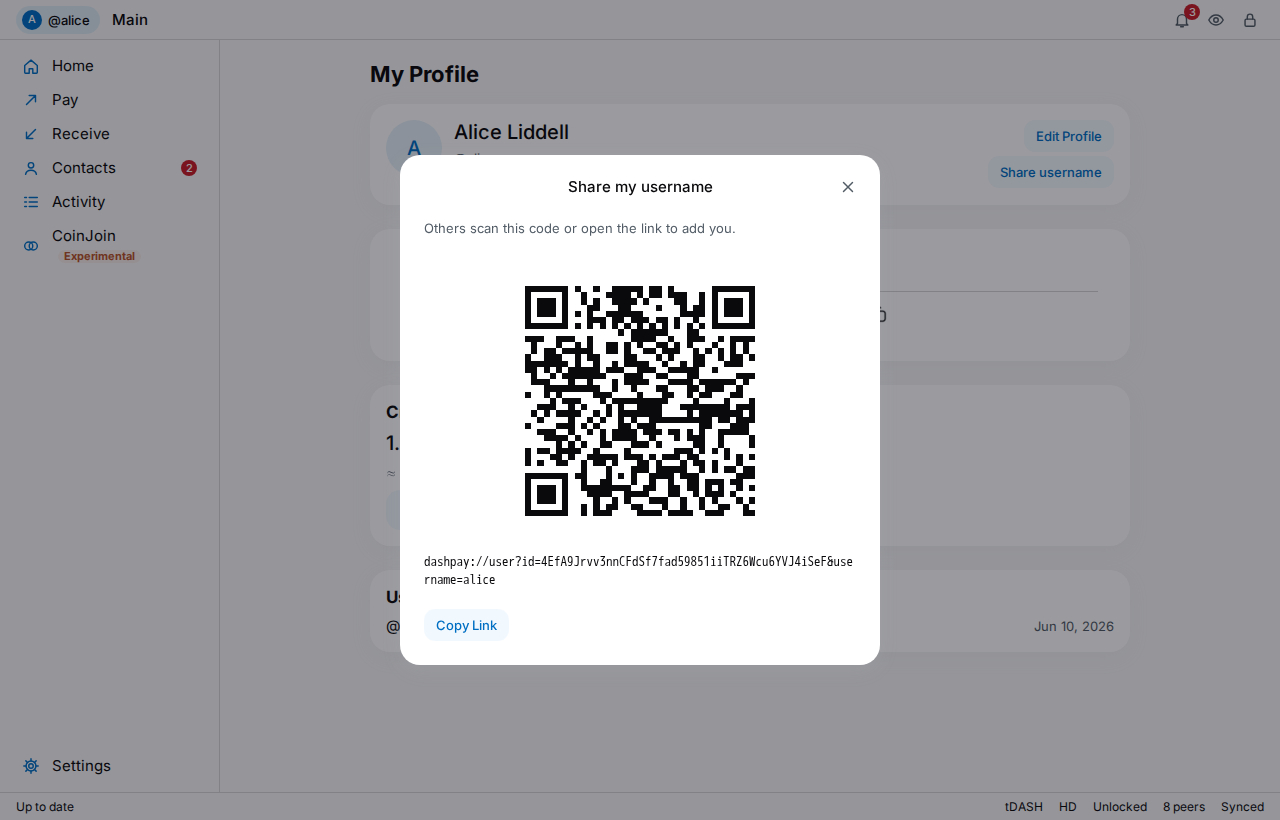 A @alice Main 3
Home
Pay
Receive
Contacts 2
Activity
CoinJoin
Experimental
Settings
My Profile
A Alice Liddell
Edit Profile
Share username
Share my username
Others scan this code or open the link to add you.
dashpay://user?id=4EfA9Jrvv3nnCFdSf7fad59851iiTRZ6Wcu6YVJ4iSeF&use
rname=alice
Copy Link
1.
≈
@
Jun 10, 2026
Up to date tDASH HD Unlocked 8 peers Synced